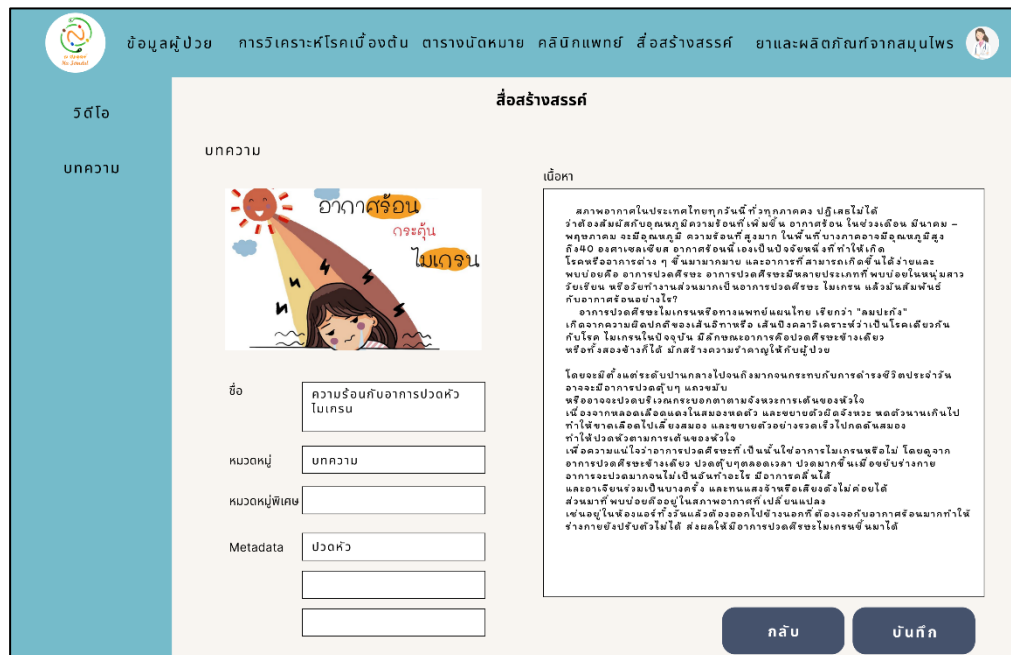 ข้อมูลผู้ป่วย การวิเคราะห์โรคเบื้องต้น ตารางนัดหมาย คลินิกแพทย์ สื่อสร้างสรรค์ ยาและผลิตภัณฑ์จากสมุนไพร
วิดีโอ
บทความ
สื่อสร้างสรรค์
บทความ
อากาศร้อน
กระตุ้น
ไมเกรน
ชื่อ
ความร้อนกับอาการปวดหัว
ไมเกรน
หมวดหมู่
บทความ
หมวดหมู่พิเศษ
Metadata
ปวดหัว
เนื้อหา
สภาพอากาศในประเทศไทยทุกวันนี้ ทั่วทุกภาคคง ปฏิเสธไม่ได้
ว่าต้องสัมผัสกับอุณหภูมิความร้อนที่เพิ่มขึ้น อากาศร้อน ในช่วงเดือน มีนาคม –
พฤษภาคม จะมีอุณหภูมิ ความร้อนที่สูงมาก ในพื้นที่บางภาคอาจมีอุณหภูมิสูง
ถึง40 องศาเซลเซียส อากาศร้อนนี้เองเป็นปัจจัยหนึ่งที่ทำให้เกิด
โรคหรืออาการต่าง ๆ ขึ้นมามากมาย และอาการที่สามารถเกิดขึ้นได้ง่ายและ
พบบ่อยคือ อาการปวดศีรษะ อาการปวดศีรษะมีหลายประเภทที่พบบ่อยในหนุ่มสาว
วัยเรียน หรือวัยทำงานส่วนมากเป็นอาการปวดศีรษะ ไมเกรน แล้วมันสัมพันธ์
กับอากาศร้อนอย่างไร?
อาการปวดศีรษะไมเกรนหรือทางแพทย์แผนไทย เรียกว่า "ลมปะกัง"
เกิดจากความผิดปกติของเส้นอิทาหรือ เส้นปิงคลาวิเคราะห์ว่าเป็นโรคเดียวกัน
กับโรค ไมเกรนในปัจจุบัน มีลักษณะอาการคือปวดศีรษะข้างเดียว
หรือทั้งสองข้างก็ได้ มักสร้างความรำคาญให้กับผู้ป่วย
โดยจะมีตั้งแต่ระดับปานกลางไปจนถึงมากจนกระทบกับการดำรงชีวิตประจำวัน
อาจจะมีอาการปวดตุ๊บๆ แถวขมับ
หรืออาจจะปวดบริเวณกระบอกตาตามจังหวะการเต้นของหัวใจ
เนื่องจากหลอดเลือดแดงในสมองหดตัว และขยายตัวผิดจังหวะ หดตัวนานเกินไป
ทำให้ขาดเลือดไปเลี้ยงสมอง และขยายตัวอย่างรวดเร็วไปกดดันสมอง
ทำให้ปวดหัวตามการเต้นของหัวใจ
เพื่อความแน่ใจว่าอาการปวดศีรษะที่เป็นนั้นใช่อาการไมเกรนหรือไม่ โดยดูจาก
อาการปวดศีรษะข้างเดียว ปวดตุ๊บๆตลอดเวลา ปวดมากขึ้นเมื่อขยับร่างกาย
อาการจะปวดมากจนไม่เป็นอันทำอะไร มีอาการคลื่นไส้
และอาเจียนร่วมเป็นบางครั้ง และทนแสงจ้าหรือเสียงดังไม่ค่อยได้
ส่วนมาที่พบบ่อยคืออยู่ในสภาพอากาศที่เปลี่ยนแปลง
เช่นอยู่ในห้องแอร์ทั้งวันแล้วต้องออกไปข้างนอกที่ต้องเจอกับอากาศร้อนมากทำให้
ร่างกายยังปรับตัวไม่ได้ ส่งผลให้มีอาการปวดศีรษะไมเกรนขึ้นมาได้
กลับ
บันทึก